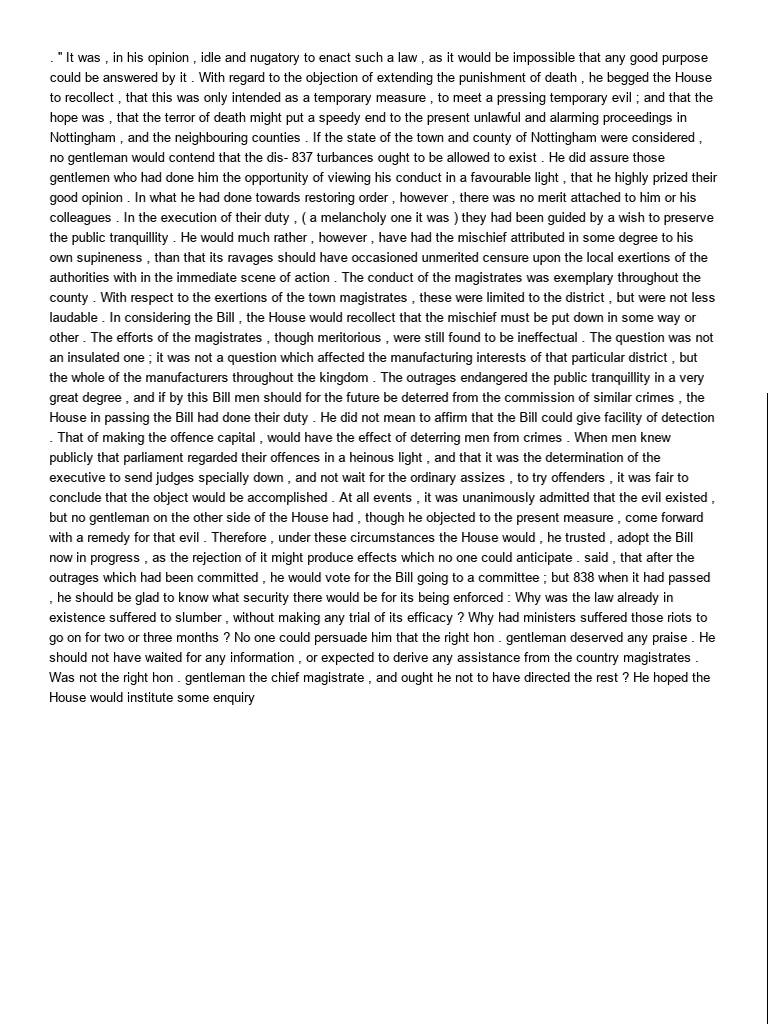 . " It was , in his opinion , idle and nugatory to enact such a law , as it would be impossible that any good purpose
could be answered by it . With regard to the objection of extending the punishment of death , he begged the House
to recollect , that this was only intended as a temporary measure , to meet a pressing temporary evil ; and that the
hope was , that the terror of death might put a speedy end to the present unlawful and alarming proceedings in
Nottingham , and the neighbouring counties . If the state of the town and county of Nottingham were considered ,
no gentleman would contend that the dis- 837 turbances ought to be allowed to exist . He did assure those
gentlemen who had done him the opportunity of viewing his conduct in a favourable light , that he highly prized their
good opinion . In what he had done towards restoring order , however , there was no merit attached to him or his
colleagues . In the execution of their duty , ( a melancholy one it was ) they had been guided by a wish to preserve
the public tranquillity . He would much rather , however , have had the mischief attributed in some degree to his
own supineness , than that its ravages should have occasioned unmerited censure upon the local exertions of the
authorities with in the immediate scene of action . The conduct of the magistrates was exemplary throughout the
county . With respect to the exertions of the town magistrates , these were limited to the district , but were not less
laudable . In considering the Bill , the House would recollect that the mischief must be put down in some way or
other . The efforts of the magistrates , though meritorious , were still found to be ineffectual . The question was not
an insulated one ; it was not a question which affected the manufacturing interests of that particular district , but
the whole of the manufacturers throughout the kingdom . The outrages endangered the public tranquillity in a very
great degree , and if by this Bill men should for the future be deterred from the commission of similar crimes , the
House in passing the Bill had done their duty . He did not mean to affirm that the Bill could give facility of detection
. That of making the offence capital , would have the effect of deterring men from crimes . When men knew
publicly that parliament regarded their offences in a heinous light , and that it was the determination of the
executive to send judges specially down , and not wait for the ordinary assizes , to try offenders , it was fair to
conclude that the object would be accomplished . At all events , it was unanimously admitted that the evil existed ,
but no gentleman on the other side of the House had , though he objected to the present measure , come forward
with a remedy for that evil . Therefore , under these circumstances the House would , he trusted , adopt the Bill
now in progress , as the rejection of it might produce effects which no one could anticipate . said , that after the
outrages which had been committed , he would vote for the Bill going to a committee ; but 838 when it had passed
, he should be glad to know what security there would be for its being enforced : Why was the law already in
existence suffered to slumber , without making any trial of its efficacy ? Why had ministers suffered those riots to
go on for two or three months ? No one could persuade him that the right hon . gentleman deserved any praise . He
should not have waited for any information , or expected to derive any assistance from the country magistrates .
Was not the right hon . gentleman the chief magistrate , and ought he not to have directed the rest ? He hoped the
House would institute some enquiry